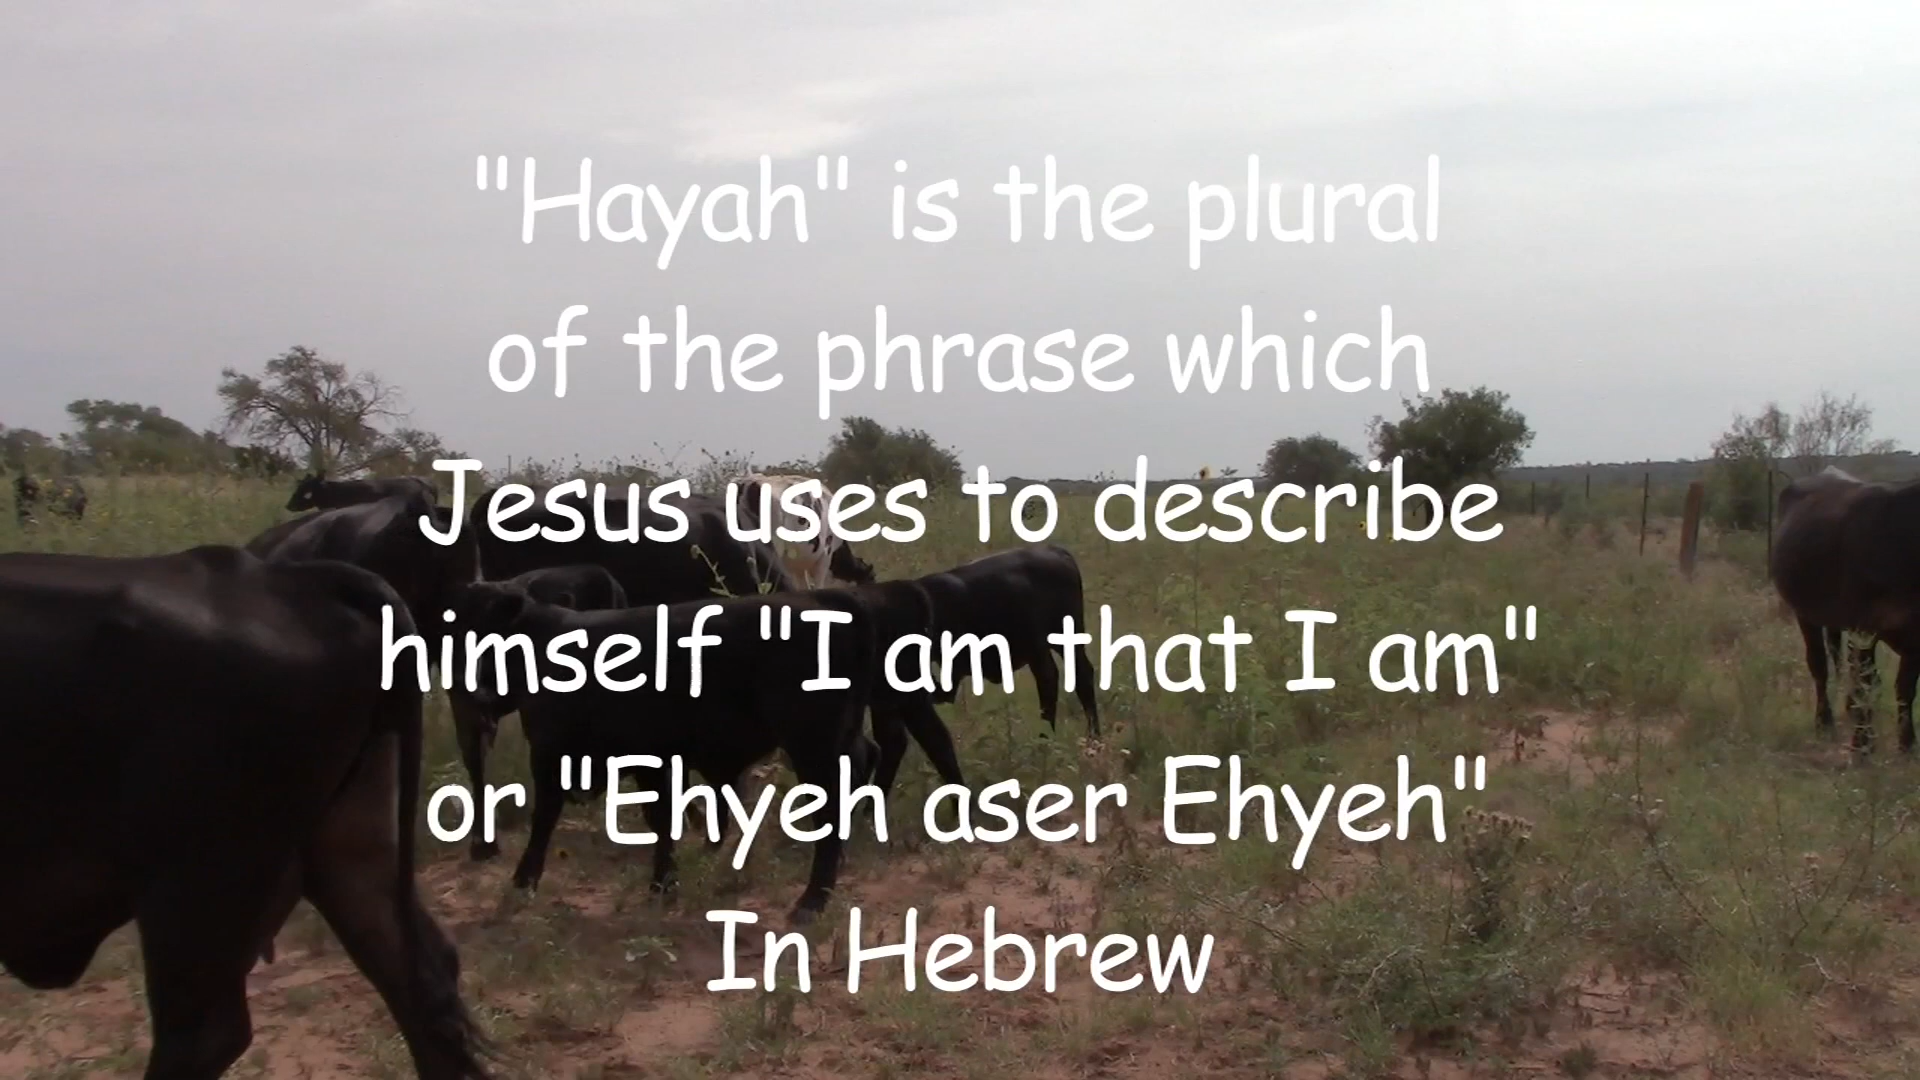 "Hayah" is the plural
of the phrase which
Jesus uses to describe
himself "I am that I am"
or "Ehyeh aser Ehyeh"
In Hebrew